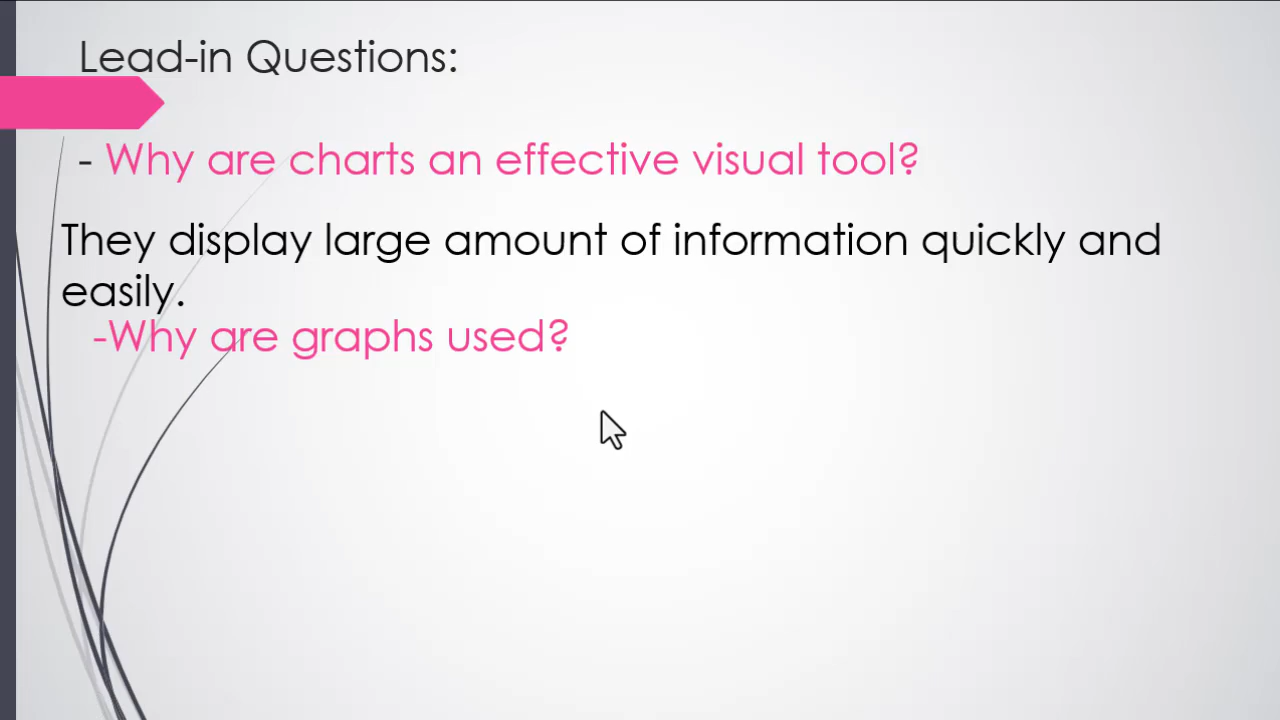 Lead-in Questions:
- Why are charts an effective visual tool?
They display large amount of information quickly and
easily.
-Why are graphs used?